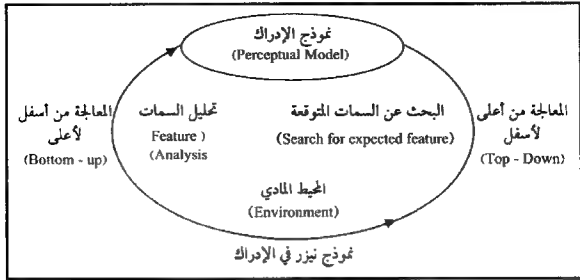 نموذج الإدراك
(Perceptual Model)
المعالجة من أسفل
لأعلى
(Bottom - up)
تحليل السمات
Feature )
(Analysis
البحث عن السمات المتوقعة
(Search for expected feature)
المعالجة من أعلى
لأسفل
(Top - Down)
المحيط المادي
(Environment)
نموذج نيزر في الإدراك